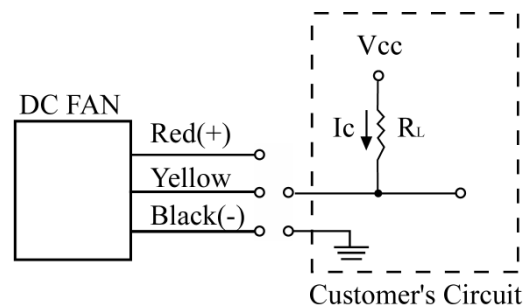 Vcc
DC FAN
Red(+)
Ic
RL
Yellow
Black(-)
Customer's Circuit